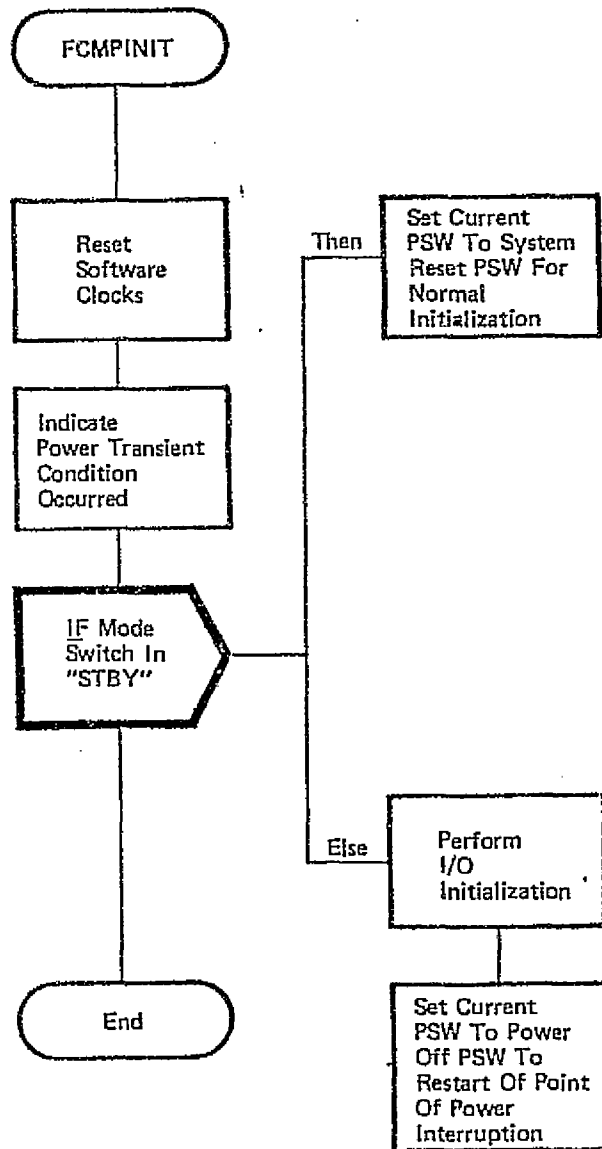 FCMPINIT
Reset
Software
Clocks
Indicate
Power Transient
Condition
Occurred
IF Mode
Switch In
"STBY"
Then
Set Current
PSW To System
Reset PSW For
Normal
Initialization
Else
Perform
I/O
Initialization
Set Current
PSW To Power
Off PSW To
Restart Of Point
Of Power
Interruption
End